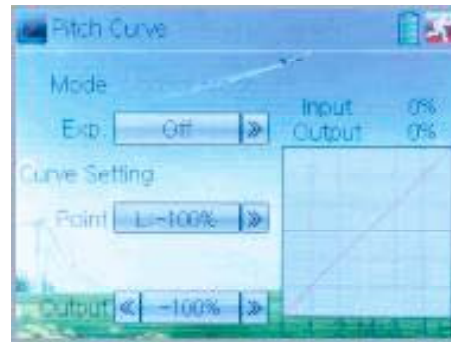 Pitch Curve
Mode
Input 0%
Exp. Off
Output 0%
Curve Setting
Point L:-100%
Output -100%